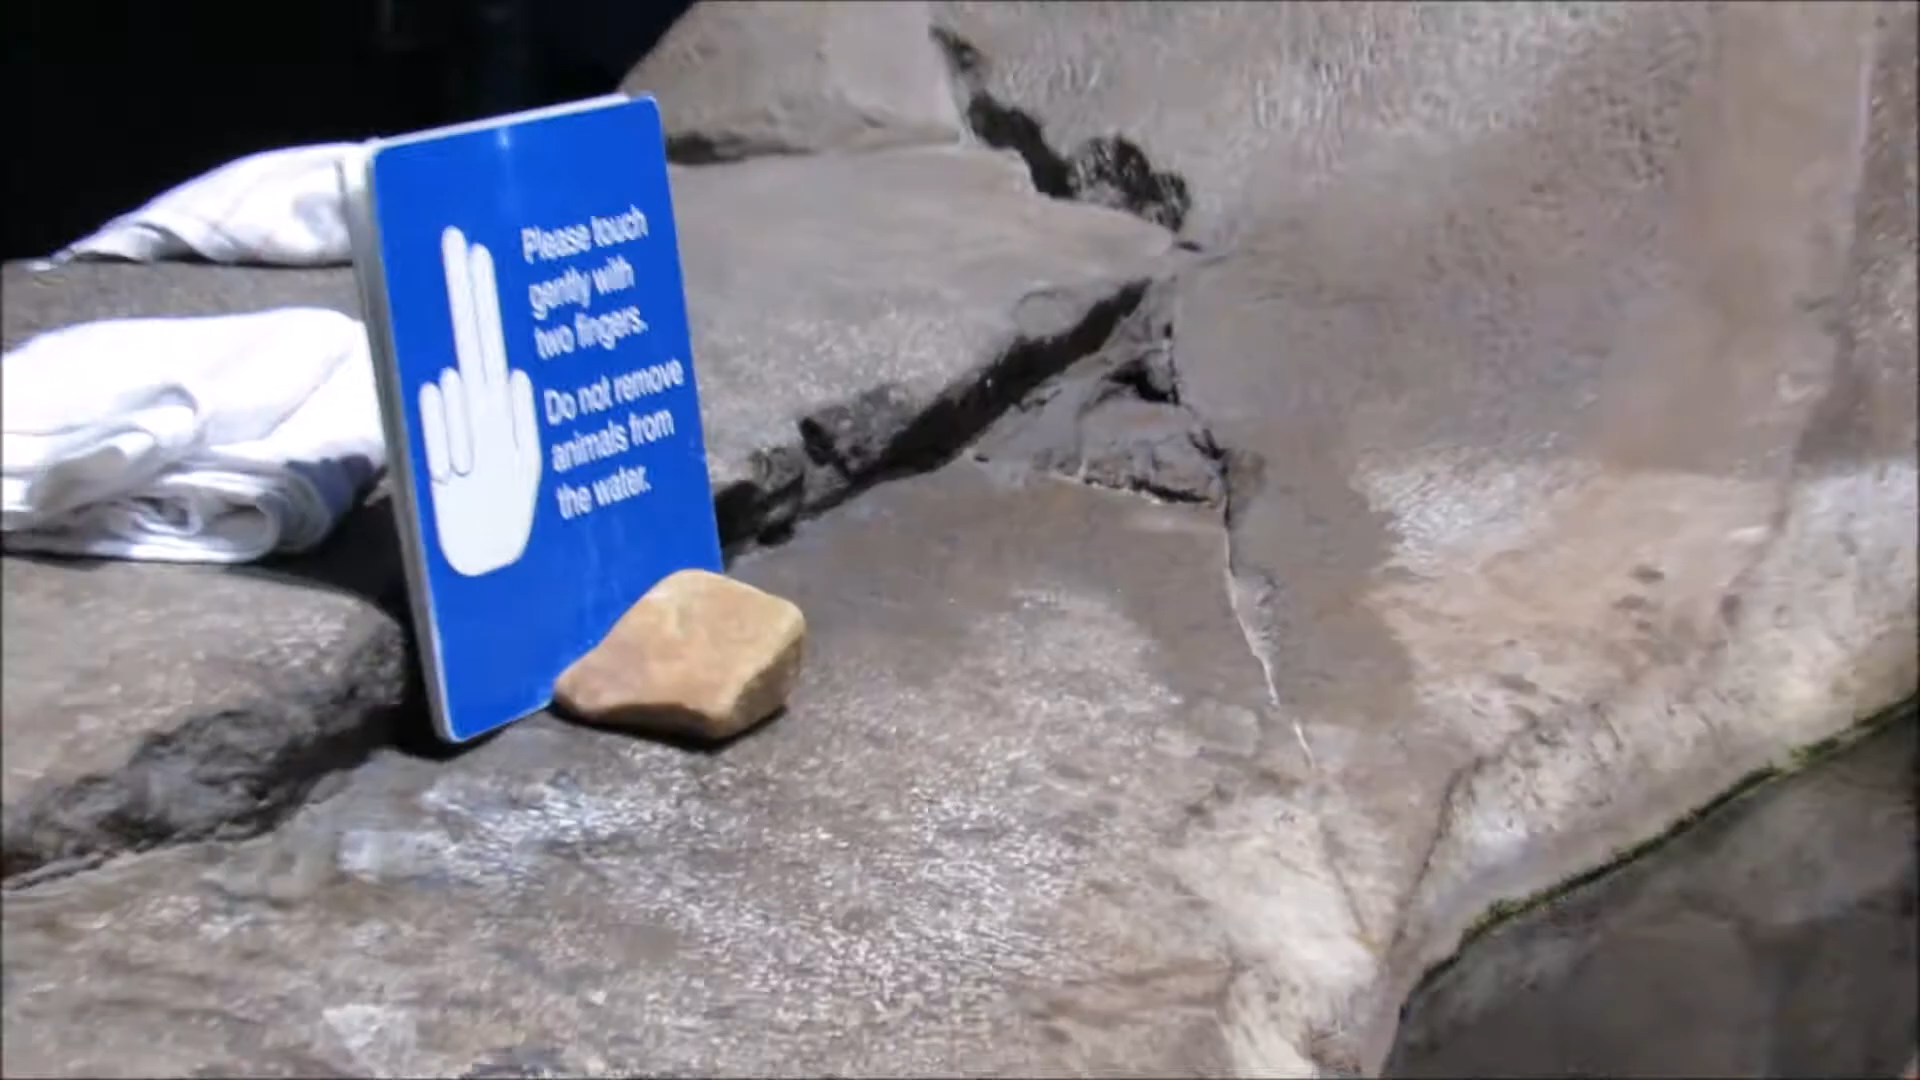 Please touch
gently with
two fingers.
Do not remove
animals from
the water.